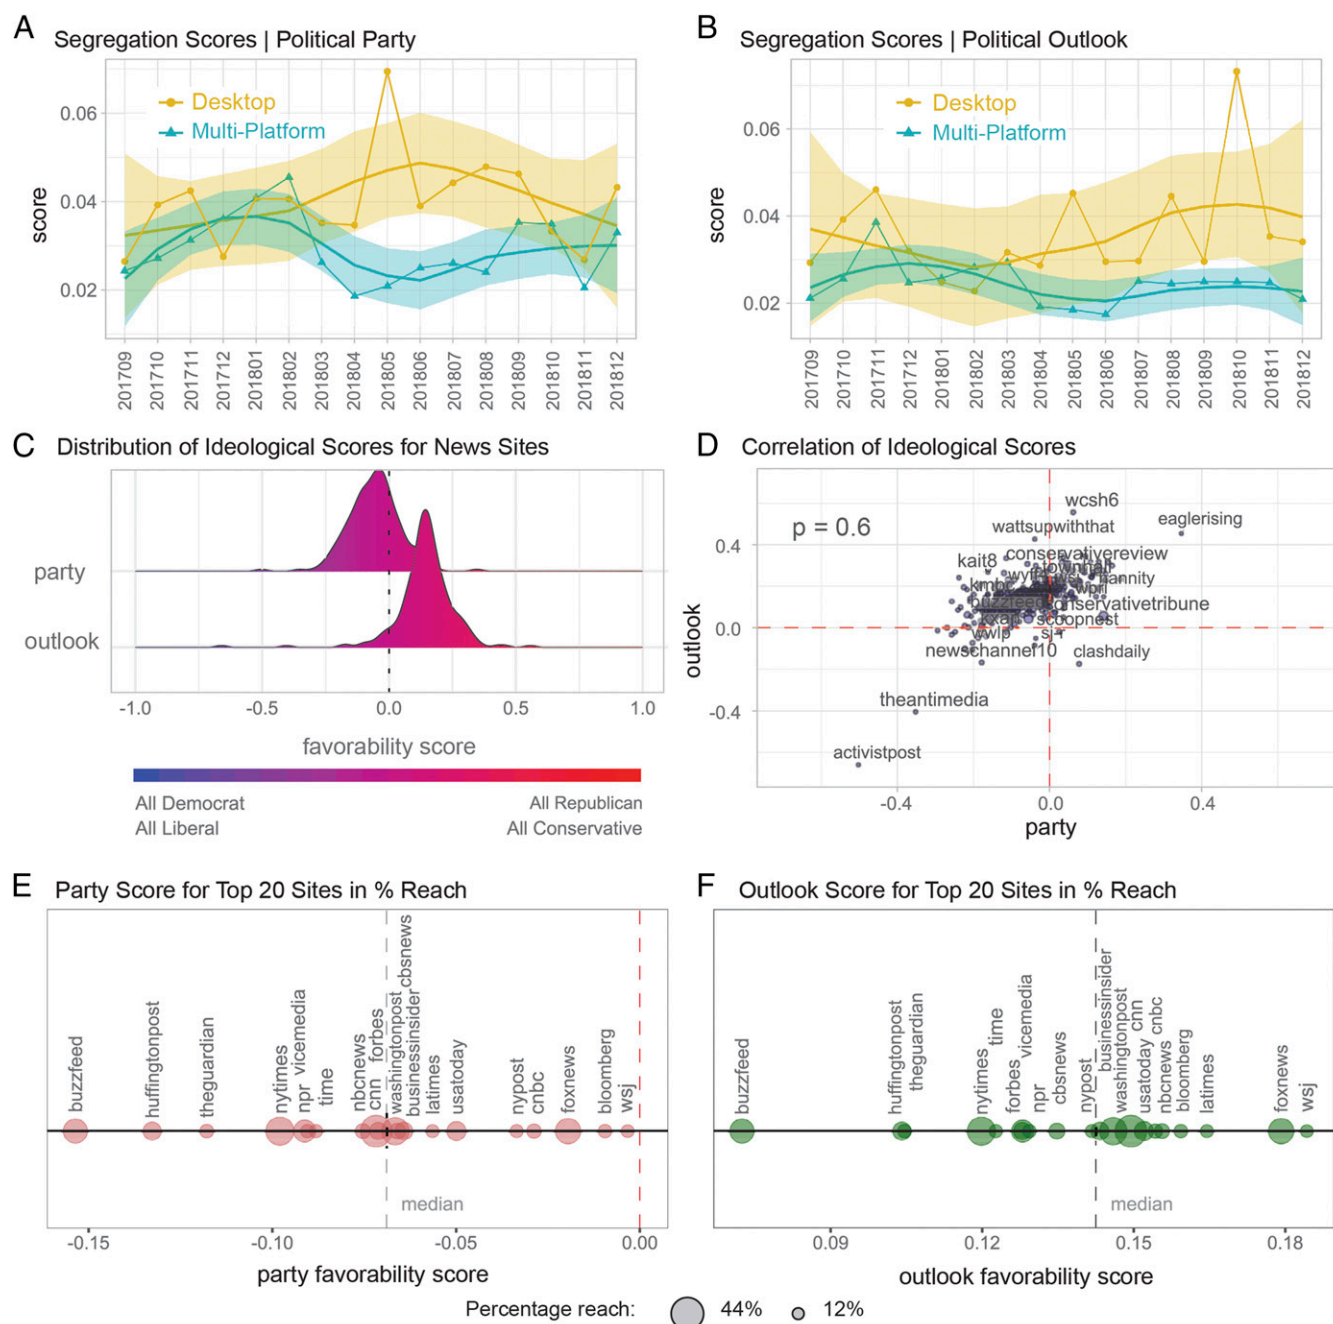 A Segregation Scores | Political Party
Desktop
Multi-Platform
score
0.06
0.04
0.02
201709 201710 201711 201712 201801 201802 201803 201804 201805 201806 201807 201808 201809 201810 201811 201812
B Segregation Scores | Political Outlook
Desktop
Multi-Platform
score
0.06
0.04
0.02
201709 201710 201711 201712 201801 201802 201803 201804 201805 201806 201807 201808 201809 201810 201811 201812
C Distribution of Ideological Scores for News Sites
party
outlook
-1.0 -0.5 0.0 0.5 1.0
favorability score
All Democrat All Republican
All Liberal All Conservative
D Correlation of Ideological Scores
p = 0.6
wcsh6
eaglerising
wattsupwiththat
conservativereview
kait8
townhall
hannity
kmbc
wpri
buzzfeed
conservativetribune
scoopnest
wwlp
sj-r
newschannel10
clashdaily
theantimedia
activistpost
outlook
0.4
0.0
-0.4
-0.4 0.0 0.4
party
E Party Score for Top 20 Sites in % Reach
buzzfeed
huffingtonpost
theguardian
nytimes
npr
vicemedia
time
nbcnews
cnn
forbes
washingtonpost
cbsnews
businessinsider
latimes
usatoday
nypost
cnbc
foxnews
bloomberg
wsj
median
-0.15 -0.10 -0.05 0.00
party favorability score
F Outlook Score for Top 20 Sites in % Reach
buzzfeed
huffingtonpost
theguardian
nytimes
time
forbes
vicemedia
npr
cbsnews
nypost
businessinsider
washingtonpost
cnn
usatoday
cnbc
nbcnews
bloomberg
latimes
foxnews
wsj
median
0.09 0.12 0.15 0.18
outlook favorability score
Percentage reach: 44% 12%